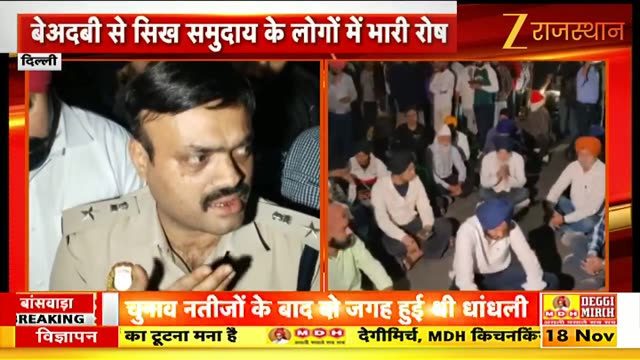 बेअदबी से सिख समुदाय के लोगों में भारी रोष
Z राजस्थान
दिल्ली
बांसवाड़ा
BREAKING
चुनाव नतीजों के बाद दो जगह हुई थी धांधली
DEGGI MIRCH
विज्ञापन
का टूटना मना है
MDH
देगीमिर्च, MDH किचनकिं
18 Nov